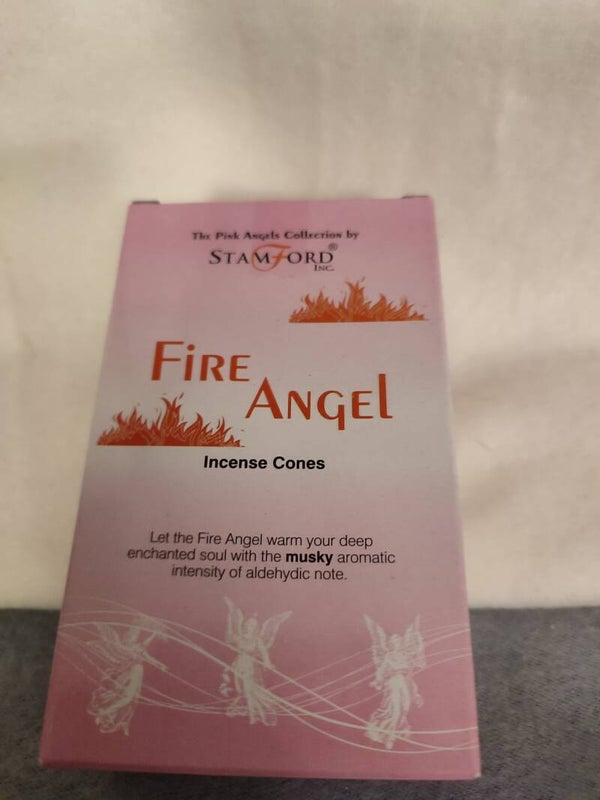 The Pink Angels Collection by
STAMFORD®
INC.
FIRE
ANGEL
Incense Cones
Let the Fire Angel warm your deep
enchanted soul with the musky aromatic
intensity of aldehydic note.